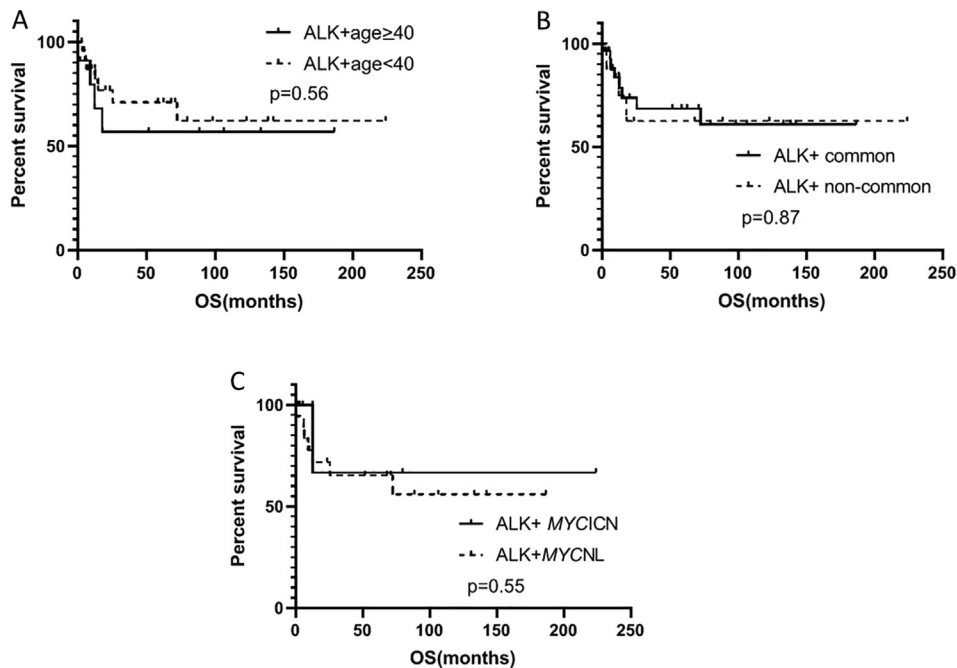 A
ALK+age≥40
ALK+age<40
p=0.56
Percent survival
100
50
0
0 50 100 150 200 250
OS(months)
B
ALK+ common
ALK+ non-common
p=0.87
Percent survival
100
50
0
0 50 100 150 200 250
OS(months)
C
ALK+ MYCICN
ALK+MYCNL
p=0.55
Percent survival
100
50
0
0 50 100 150 200 250
OS(months)